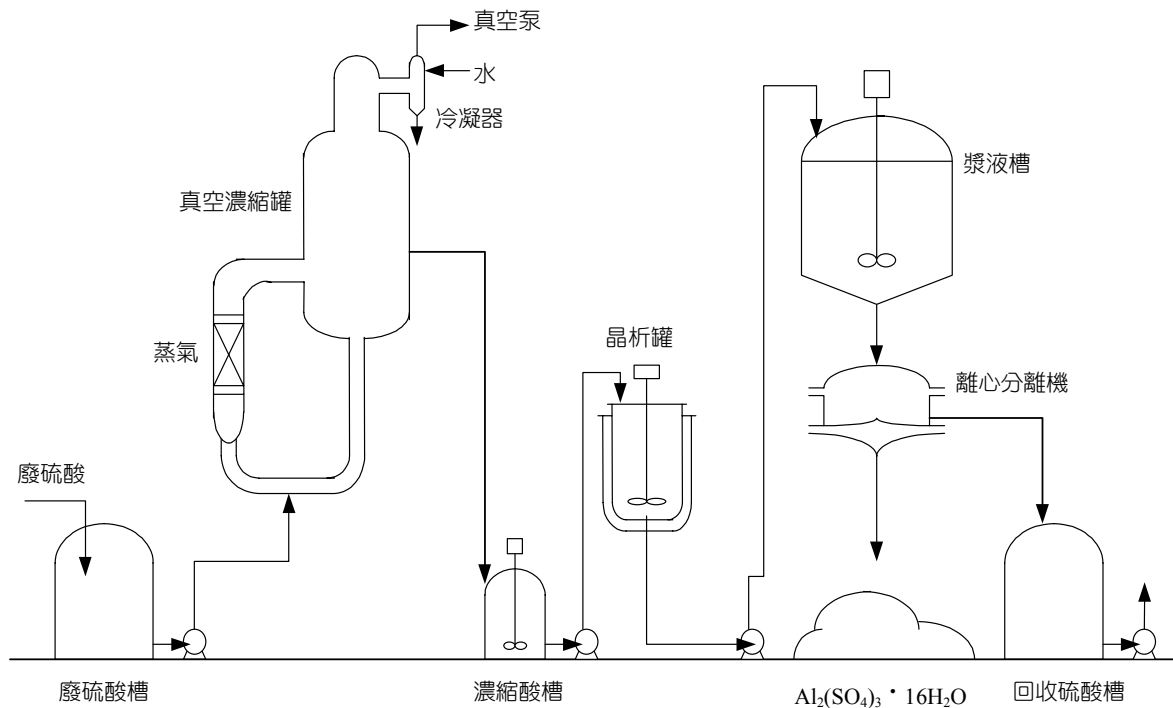 真空泵
水
冷凝器
真空濃縮罐
漿液槽
蒸氣
晶析罐
離心分離機
廢硫酸
廢硫酸槽
濃縮酸槽
Al₂(SO₄)₃・16H₂O
回收硫酸槽